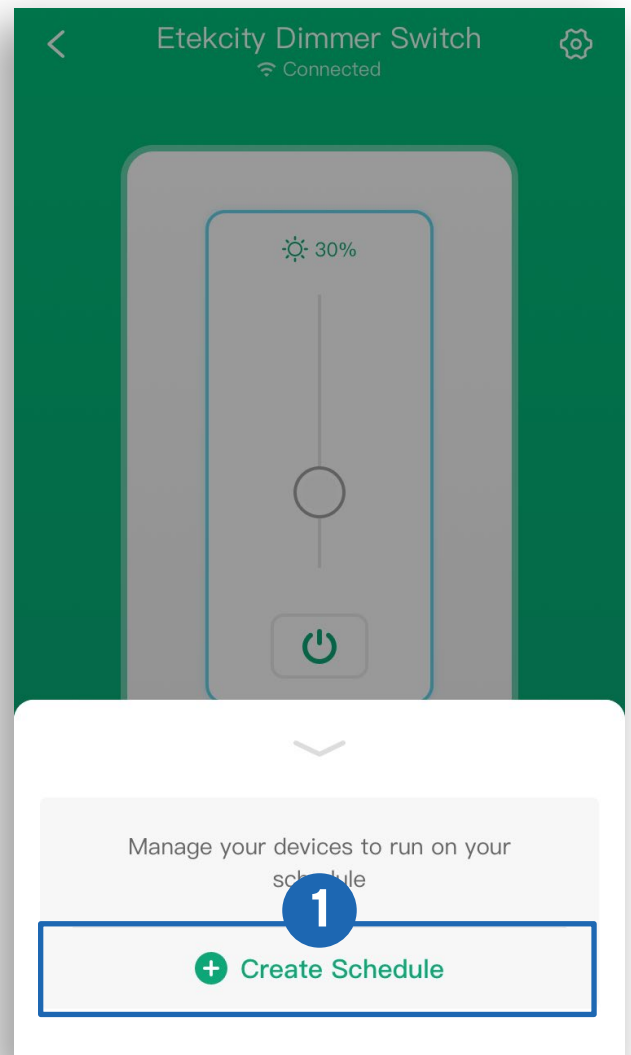 Etekcity Dimmer Switch
Connected
30%
Manage your devices to run on your
schedule
1
Create Schedule